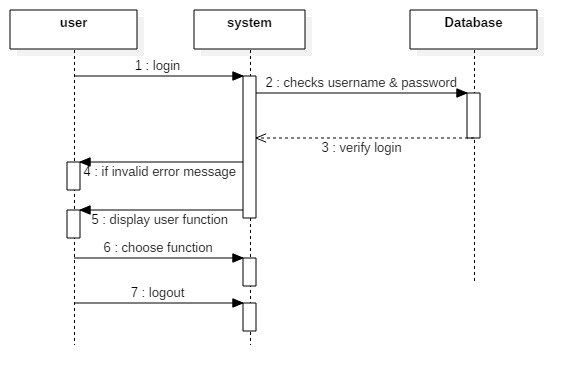 user
system
Database
1 : login
2 : checks username & password
3 : verify login
4 : if invalid error message
5 : display user function
6 : choose function
7 : logout